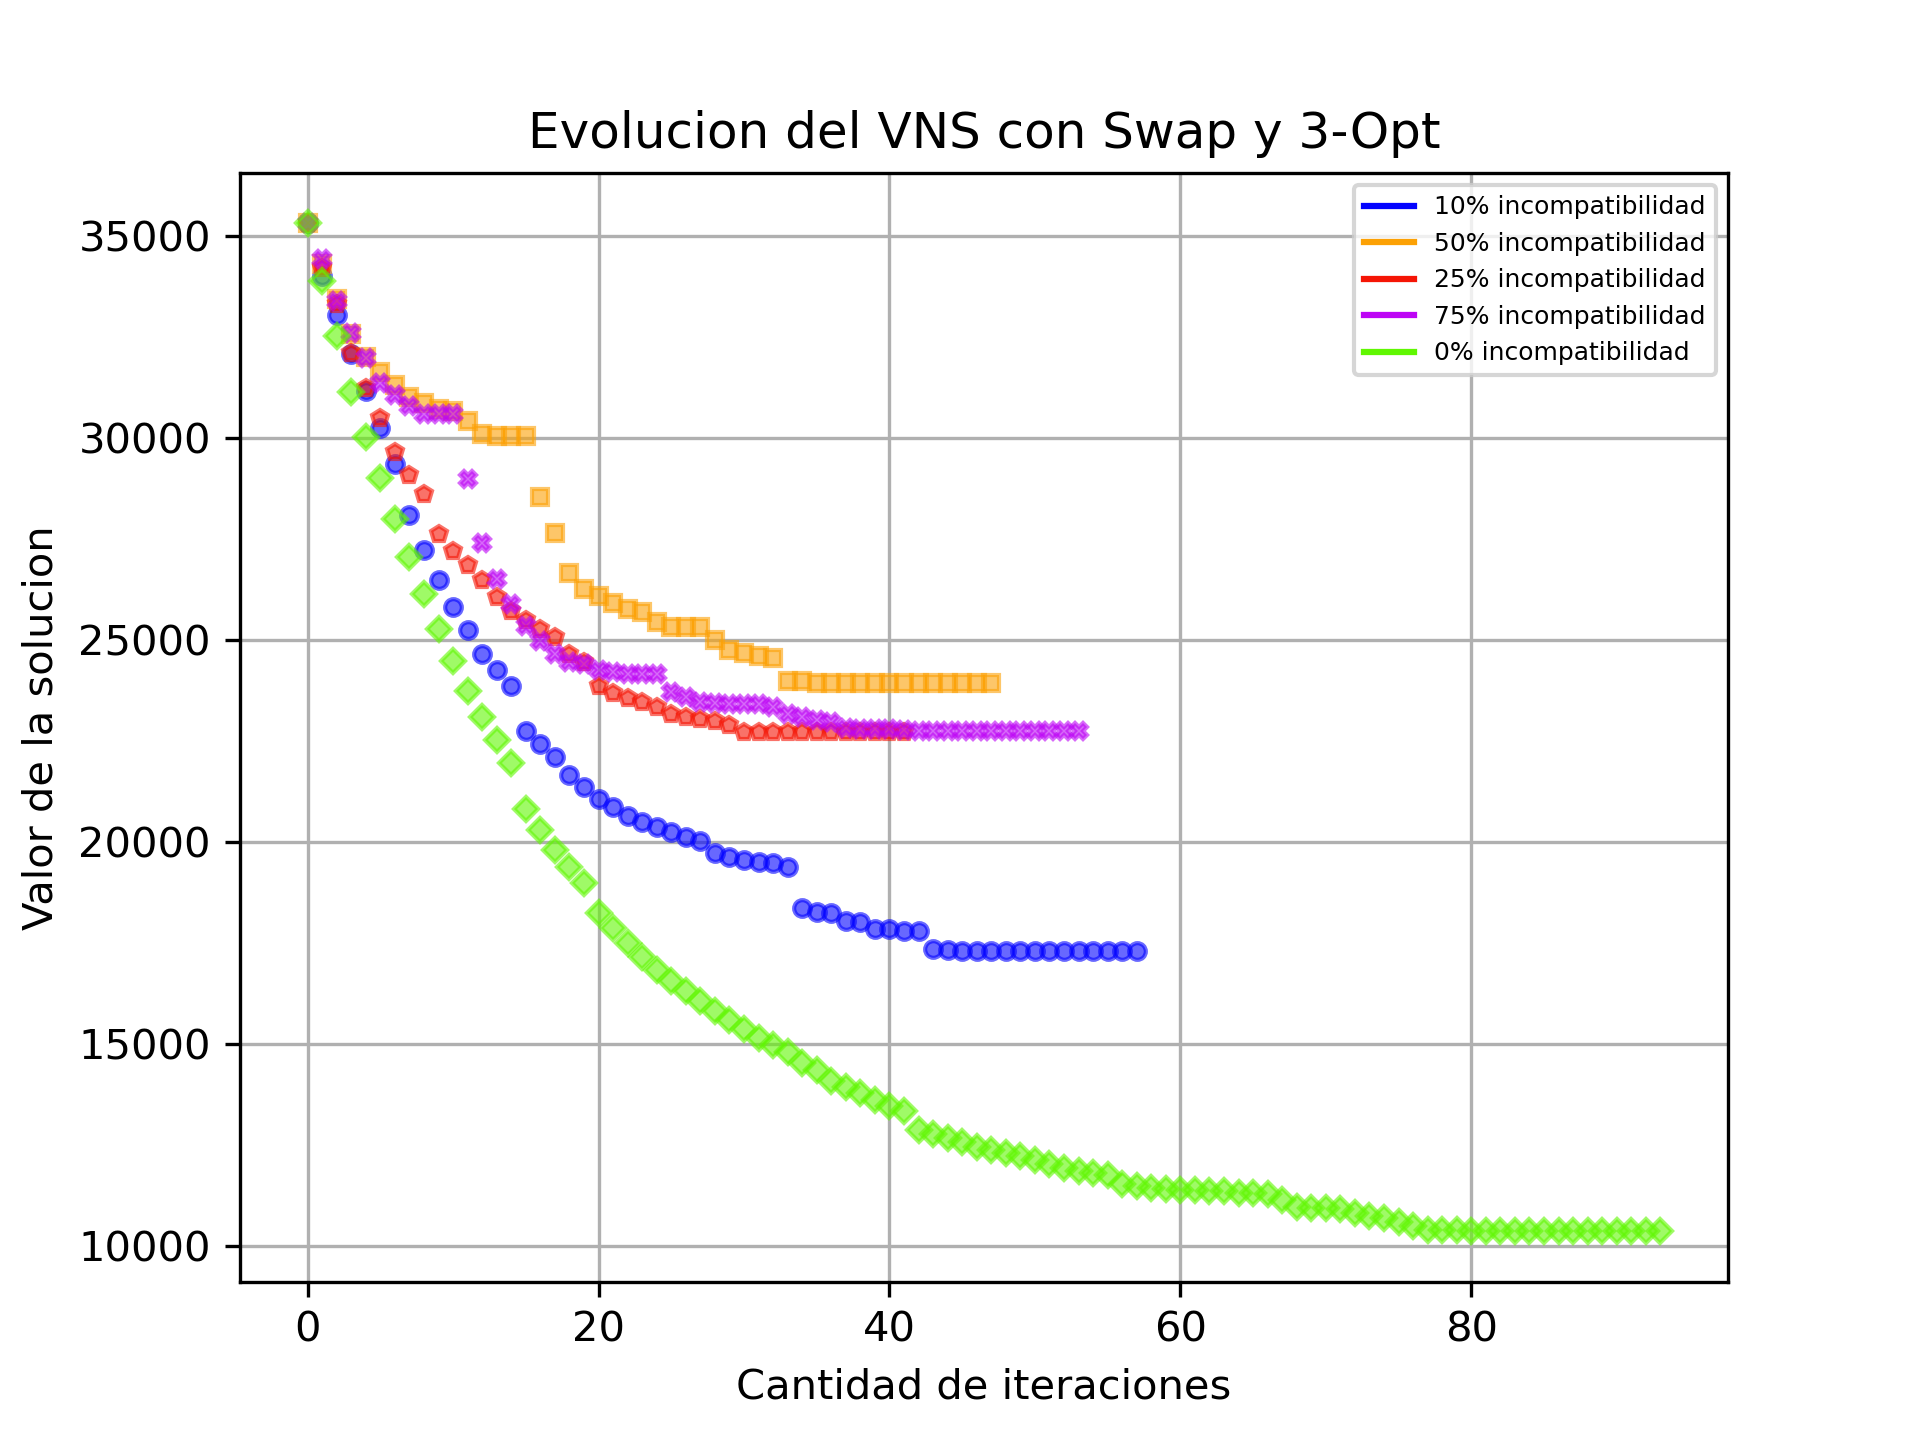 Evolucion del VNS con Swap y 3-Opt
10% incompatibilidad
50% incompatibilidad
25% incompatibilidad
75% incompatibilidad
0% incompatibilidad
Valor de la solucion
35000
30000
25000
20000
15000
10000
0 20 40 60 80
Cantidad de iteraciones